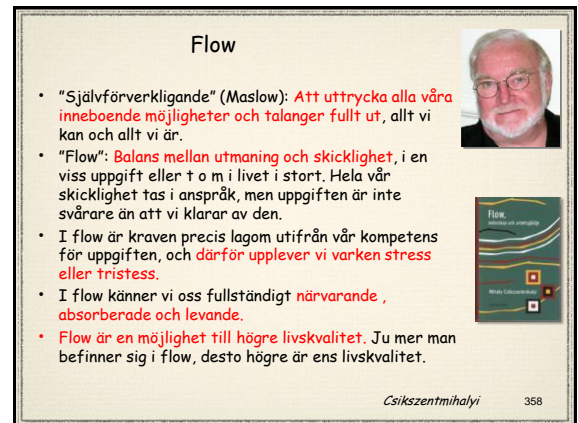 Flow
• ”Självförverkligande” (Maslow): Att uttrycka alla våra
inneboende möjligheter och talanger fullt ut, allt vi
kan och allt vi är.
• ”Flow”: Balans mellan utmaning och skicklighet, i en
viss uppgift eller t o m i livet i stort. Hela vår
skicklighet tas i anspråk, men uppgiften är inte
svårare än att vi klarar av den.
• I flow är kraven precis lagom utifrån vår kompetens
för uppgiften, och därför upplever vi varken stress
eller tristess.
• I flow känner vi oss fullständigt närvarande ,
absorberade och levande.
• Flow är en möjlighet till högre livskvalitet. Ju mer man
befinner sig i flow, desto högre är ens livskvalitet.
Flow,
Mihaly Csikszentmihalyi
Csikszentmihalyi
358